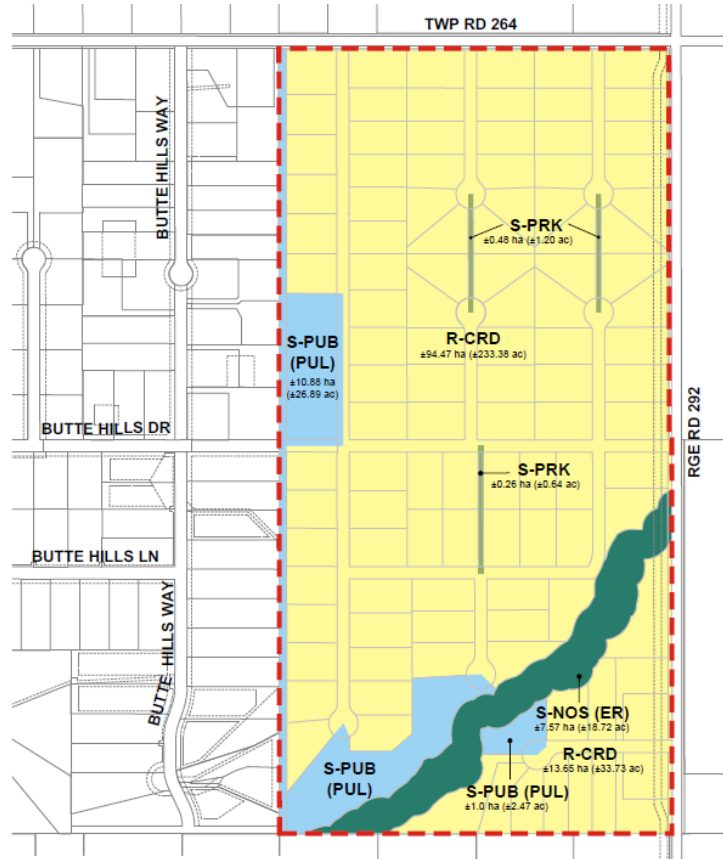 TWP RD 264
BUTTE HILLS WAY
S-PRK
±0.48 ha (±1.20 ac)
S-PUB
(PUL)
±10.88 ha
(±26.89 ac)
R-CRD
±94.47 ha (±233.38 ac)
RGE RD 292
BUTTE HILLS DR
S-PRK
±0.26 ha (±0.64 ac)
BUTTE HILLS LN
BUTTE HILLS WAY
S-NOS (ER)
±7.57 ha (±18.72 ac)
R-CRD
±13.65 ha (±33.73 ac)
S-PUB
(PUL)
S-PUB (PUL)
±1.0 ha (±2.47 ac)